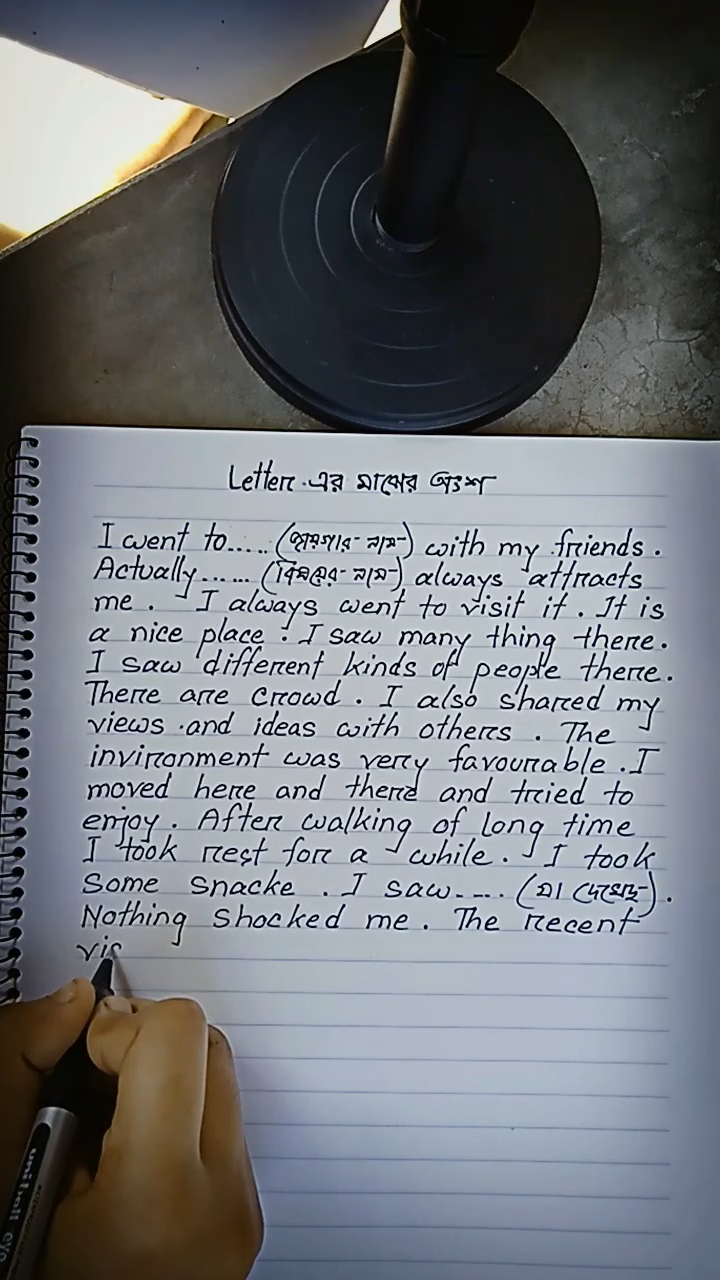 Letter এর মাঝের অংশ
I went to..... (জায়গার নাম) with my friends.
Actually...... (বিষয়ের নাম) always attracts
me. I always went to visit it. It is
a nice place. I saw many thing there.
I saw different kinds of people there.
There are crowd. I also shared my
views and ideas with others. The
invironment was very favourable. I
moved here and there and tried to
enjoy. After walking of long time
I took rest for a while. I took
some snacke. I saw.... (যা দেখেছ).
Nothing shocked me. The recent
vis
uni-ball eye